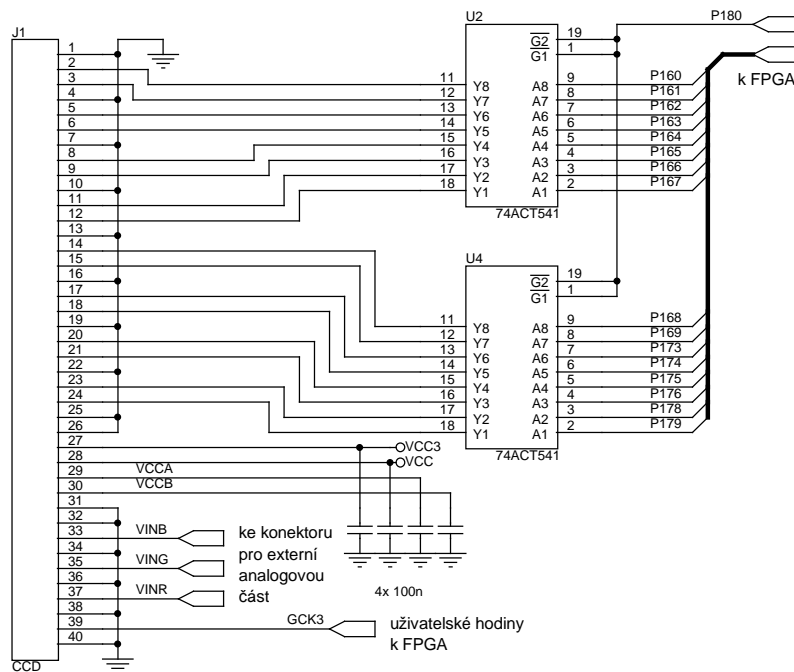 J1
1
2
3
4
5
6
7
8
9
10
11
12
13
14
15
16
17
18
19
20
21
22
23
24
25
26
27
28
29
30
31
32
33
34
35
36
37
38
39
40
CCD
U2
G2 19
G1 1
11 Y8 A8 9 P160
12 Y7 A7 8 P161
13 Y6 A6 7 P162
14 Y5 A5 6 P163
15 Y4 A4 5 P164
16 Y3 A3 4 P165
17 Y2 A2 3 P166
18 Y1 A1 2 P167
74ACT541
P180
k FPGA
U4
G2 19
G1 1
11 Y8 A8 9 P168
12 Y7 A7 8 P169
13 Y6 A6 7 P173
14 Y5 A5 6 P174
15 Y4 A4 5 P175
16 Y3 A3 4 P176
17 Y2 A2 3 P178
18 Y1 A1 2 P179
74ACT541
VCC3
VCC
VCCA
VCCB
4x 100n
VINB
VING
VINR
ke konektoru
pro externí
analogovou
část
GCK3
uživatelské hodiny
k FPGA